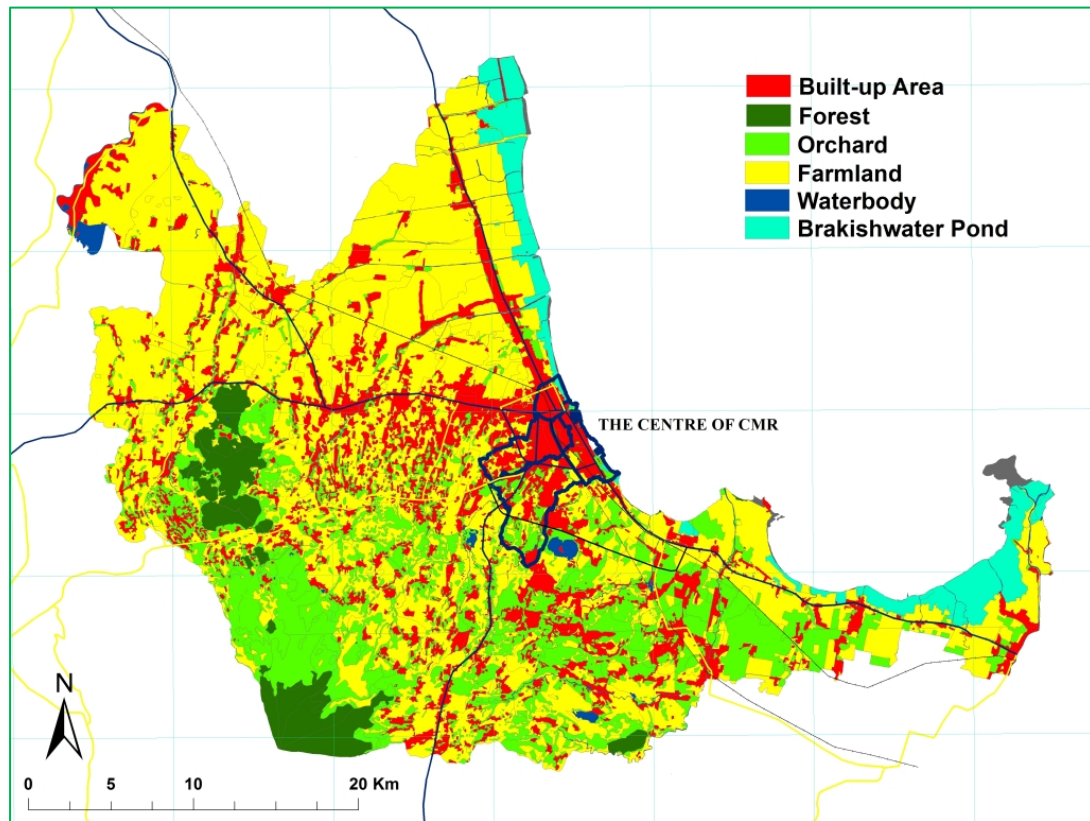 Built-up Area
Forest
Orchard
Farmland
Waterbody
Brakishwater Pond
THE CENTRE OF CMR
N
0 5 10 20 Km